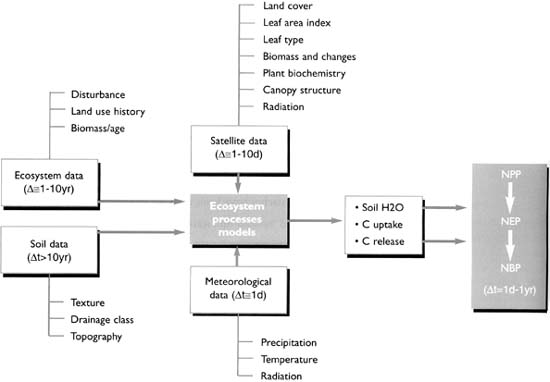 Land cover
Leaf area index
Leaf type
Biomass and changes
Plant biochemistry
Canopy structure
Radiation
Disturbance
Land use history
Biomass/age
Satellite data
(Δ≅1-10d)
Ecosystem data
(Δ≅1-10yr)
Ecosystem
processes
models
• Soil H2O
• C uptake
• C release
NPP
NEP
NBP
(Δt=1d-1yr)
Soil data
(Δt>10yr)
Meteorological
data (Δt≅1d)
Texture
Drainage class
Topography
Precipitation
Temperature
Radiation